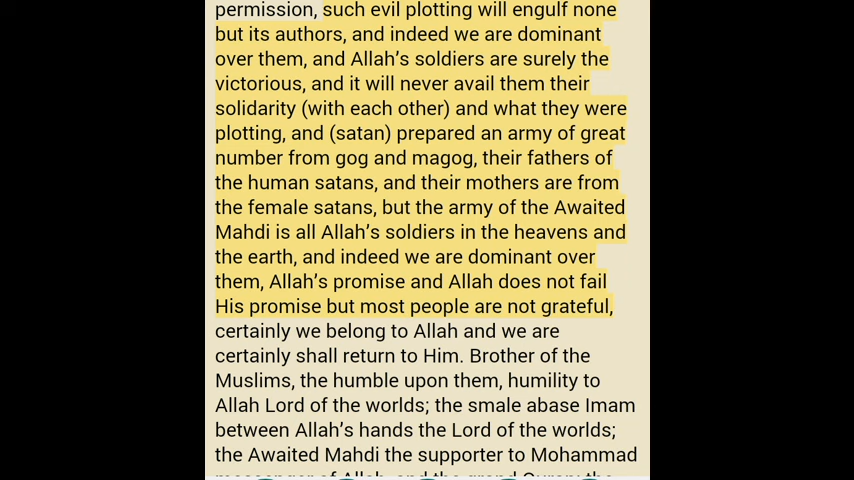 permission, such evil plotting will engulf none
but its authors, and indeed we are dominant
over them, and Allah's soldiers are surely the
victorious, and it will never avail them their
solidarity (with each other) and what they were
plotting, and (satan) prepared an army of great
number from gog and magog, their fathers of
the human satans, and their mothers are from
the female satans, but the army of the Awaited
Mahdi is all Allah's soldiers in the heavens and
the earth, and indeed we are dominant over
them, Allah's promise and Allah does not fail
His promise but most people are not grateful,
certainly we belong to Allah and we are
certainly shall return to Him. Brother of the
Muslims, the humble upon them, humility to
Allah Lord of the worlds; the smale abase Imam
between Allah's hands the Lord of the worlds;
the Awaited Mahdi the supporter to Mohammad
messenger of Allah, and the grand Quran; the